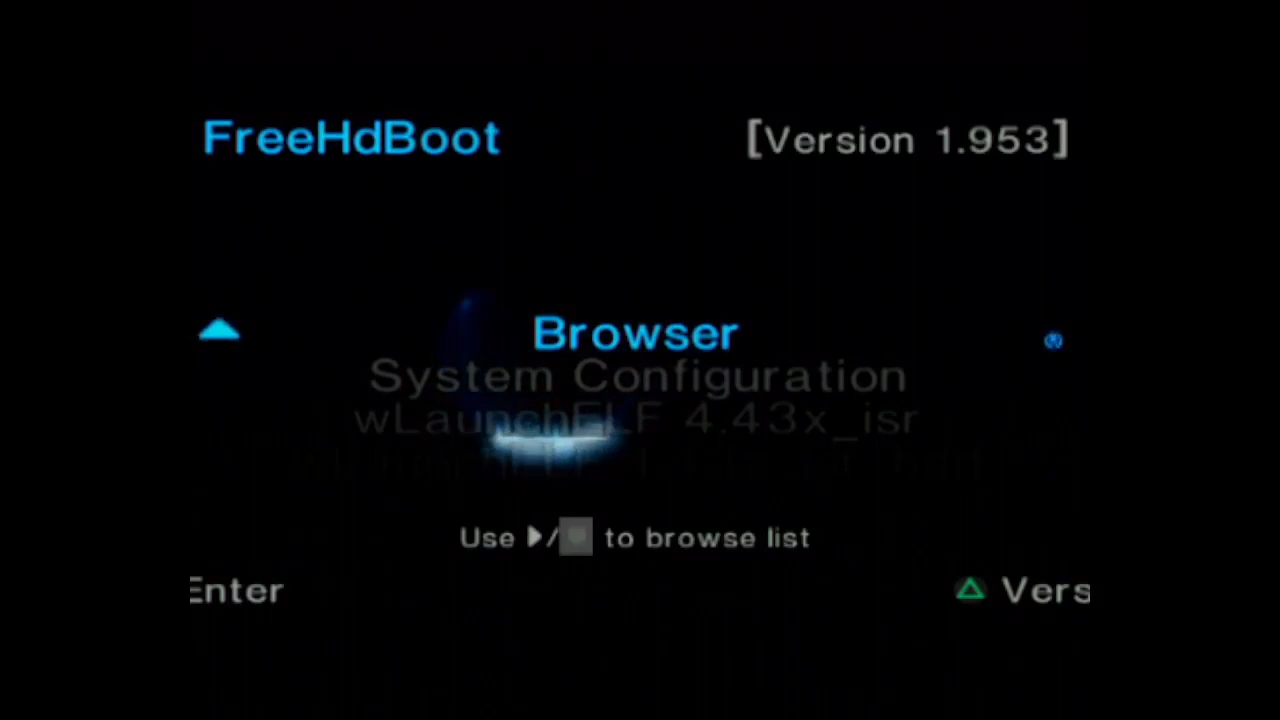 FreeHdBoot [Version 1.953]
Browser
System Configuration
wLaunchELF 4.43x_isr
Use / to browse list
Enter Vers